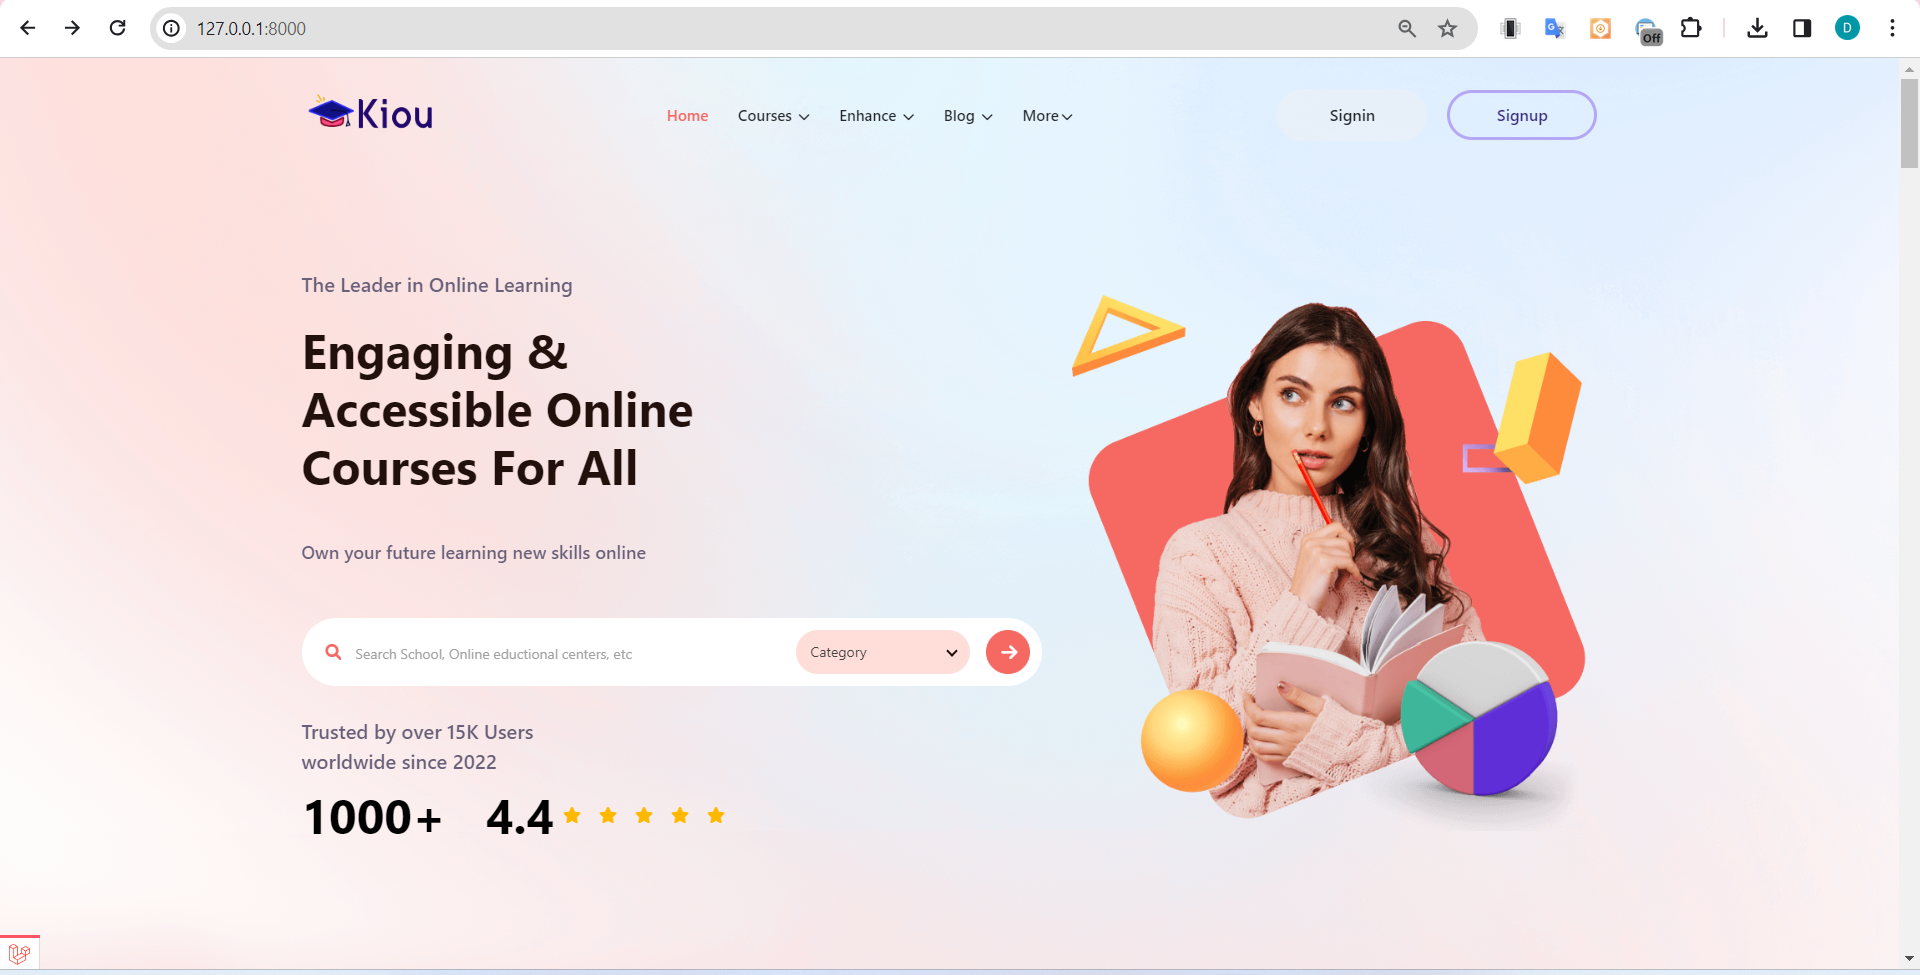 127.0.0.1:8000
Off
D
Kiou
Home
Courses
Enhance
Blog
More
Signin
Signup
The Leader in Online Learning
Engaging &
Accessible Online
Courses For All
Own your future learning new skills online
Search School, Online eductional centers, etc
Category
Trusted by over 15K Users
worldwide since 2022
1000+ 4.4